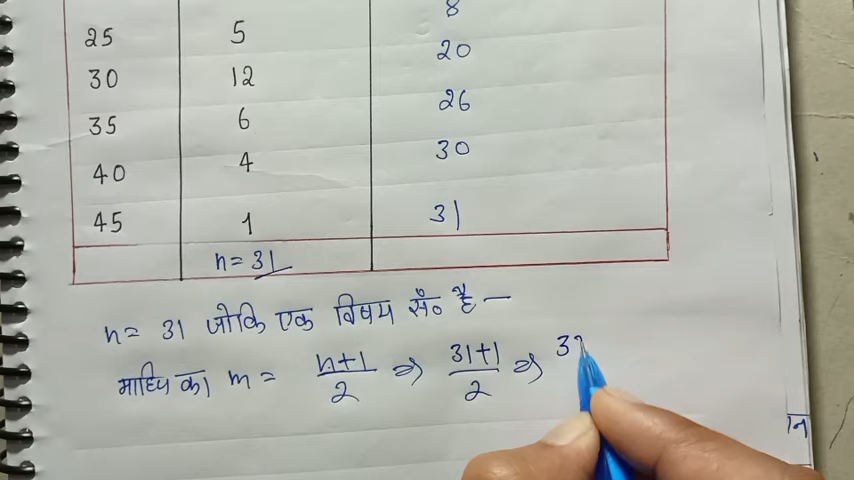 8
25 5 20
30 12 26
35 6 30
40 4 31
45 1
n = 31
n = 31 जोकि एक विषम सं० है —
माध्यिका m = n+1/2 => 31+1/2 => 32